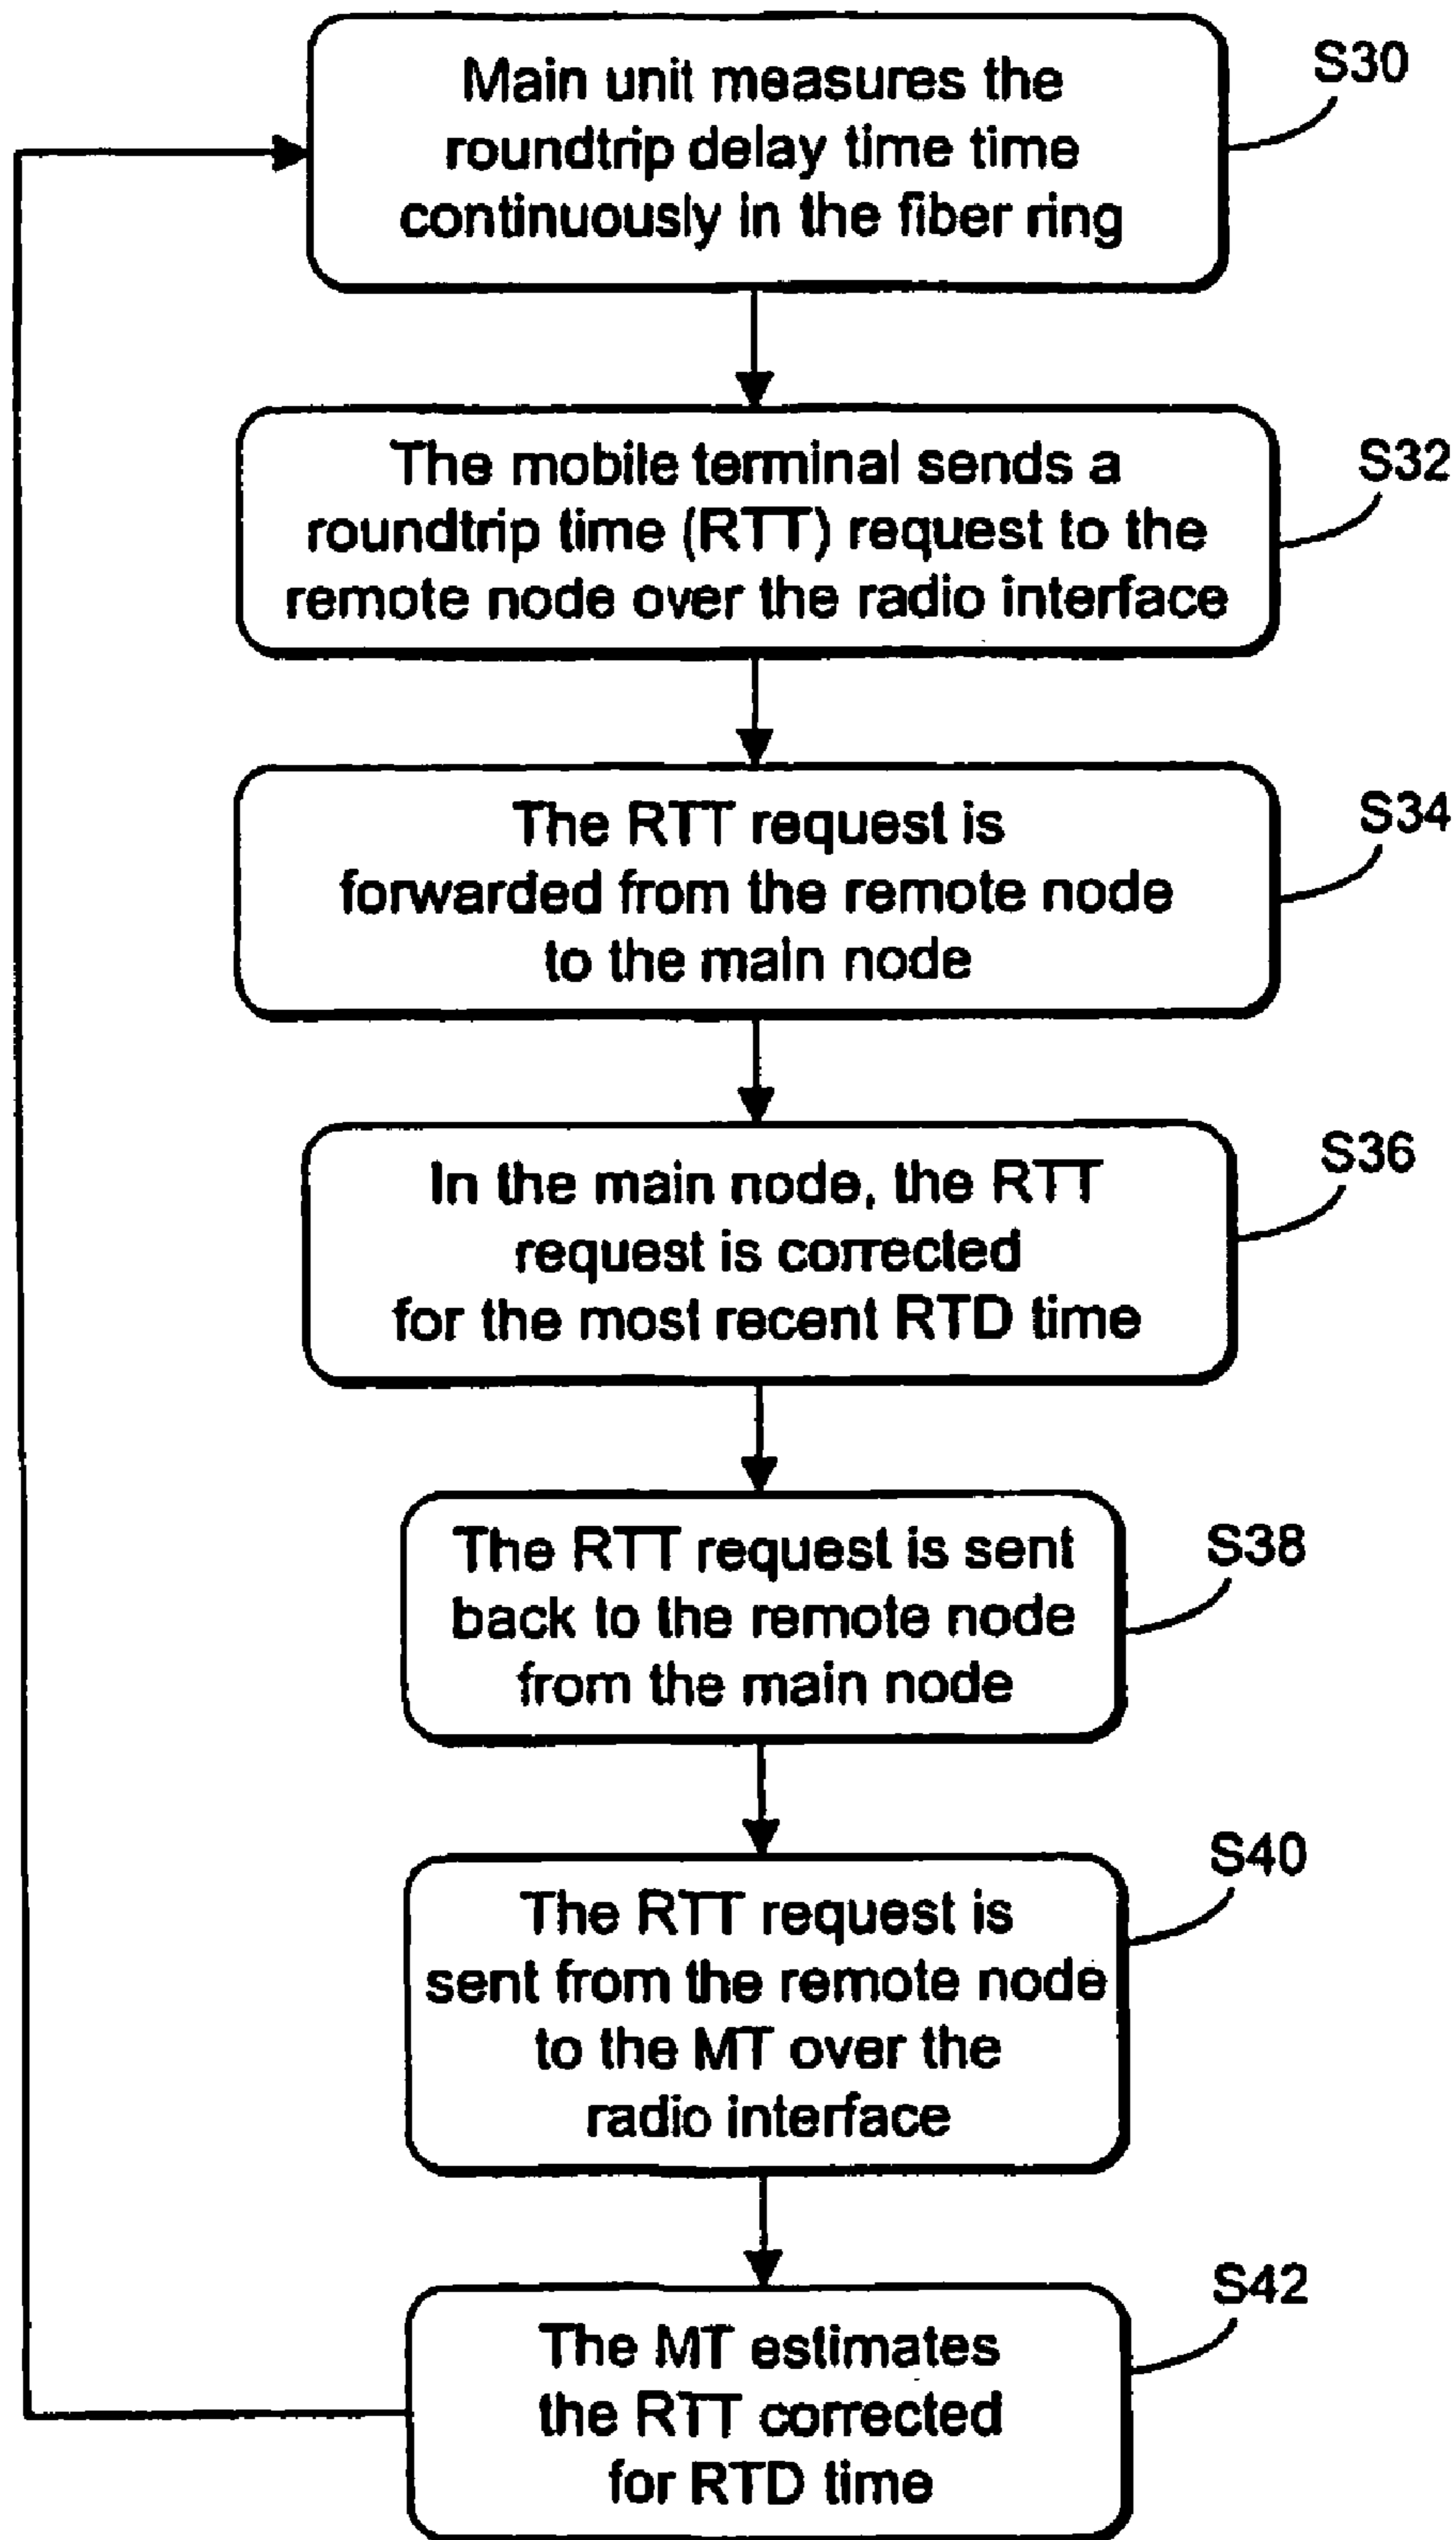 Main unit measures the
roundtrip delay time time
continuously in the fiber ring
S30
The mobile terminal sends a
roundtrip time (RTT) request to the
remote node over the radio interface
S32
The RTT request is
forwarded from the remote node
to the main node
S34
In the main node, the RTT
request is corrected
for the most recent RTD time
S36
The RTT request is sent
back to the remote node
from the main node
S38
The RTT request is
sent from the remote node
to the MT over the
radio interface
S40
The MT estimates
the RTT corrected
for RTD time
S42